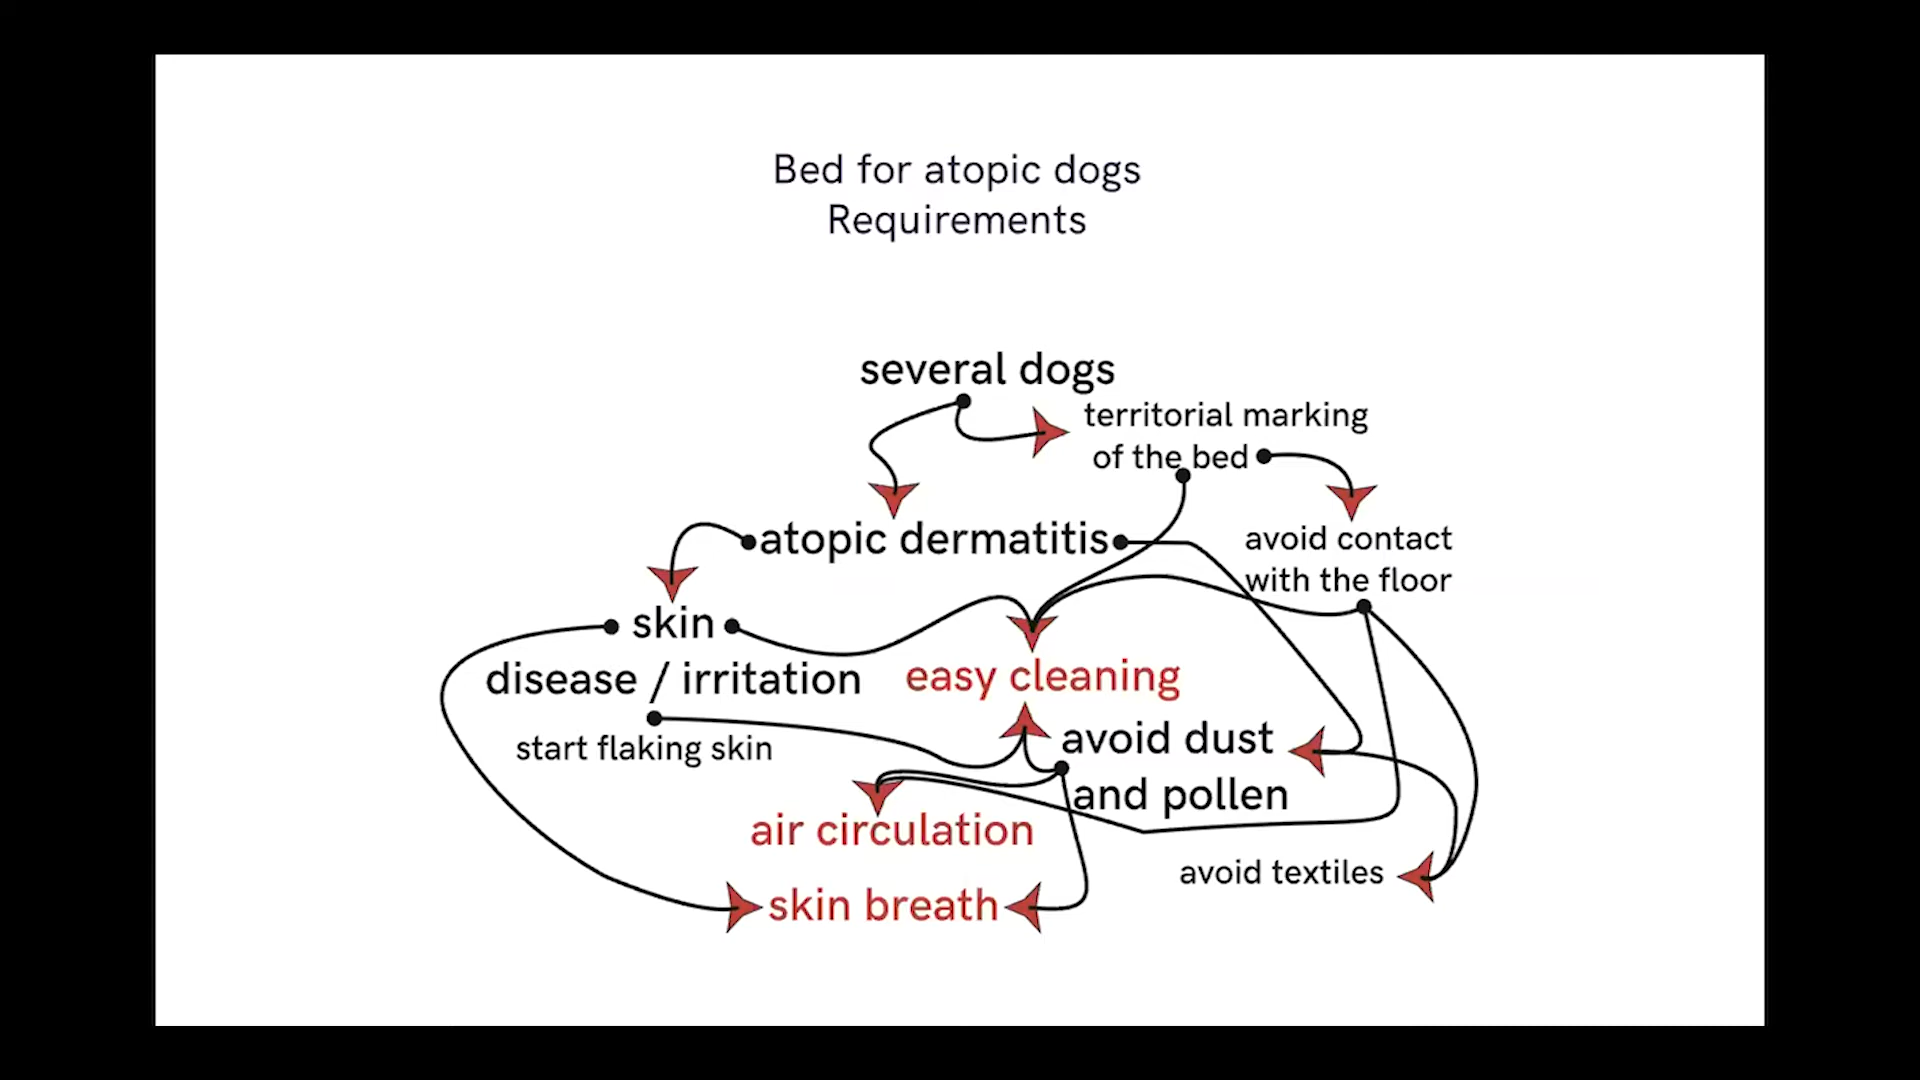 Bed for atopic dogs
Requirements
several dogs
territorial marking
of the bed
atopic dermatitis
avoid contact
with the floor
skin
disease / irritation
start flaking skin
easy cleaning
avoid dust
and pollen
air circulation
avoid textiles
skin breath